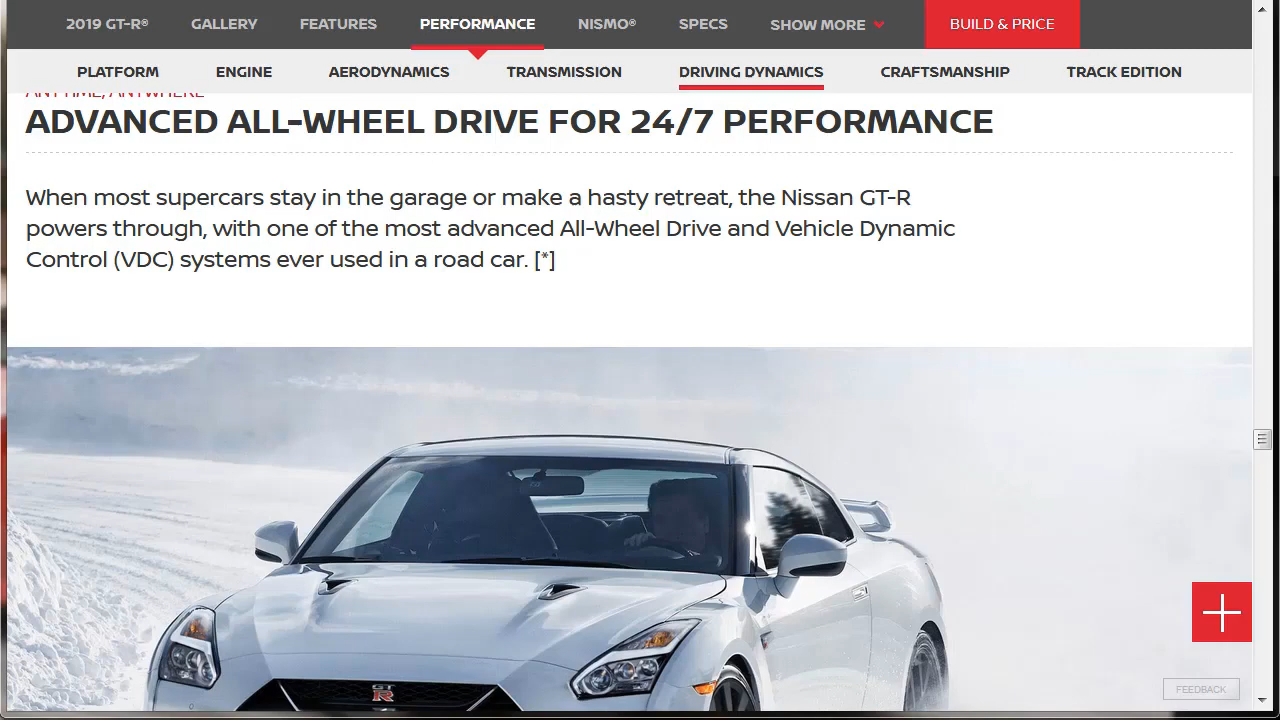 2019 GT-R® GALLERY FEATURES PERFORMANCE NISMO® SPECS SHOW MORE BUILD & PRICE
PLATFORM ENGINE AERODYNAMICS TRANSMISSION DRIVING DYNAMICS CRAFTSMANSHIP TRACK EDITION
ANYTIME, ANYWHERE
ADVANCED ALL-WHEEL DRIVE FOR 24/7 PERFORMANCE
When most supercars stay in the garage or make a hasty retreat, the Nissan GT-R
powers through, with one of the most advanced All-Wheel Drive and Vehicle Dynamic
Control (VDC) systems ever used in a road car. [*]
GT
R
FEEDBACK